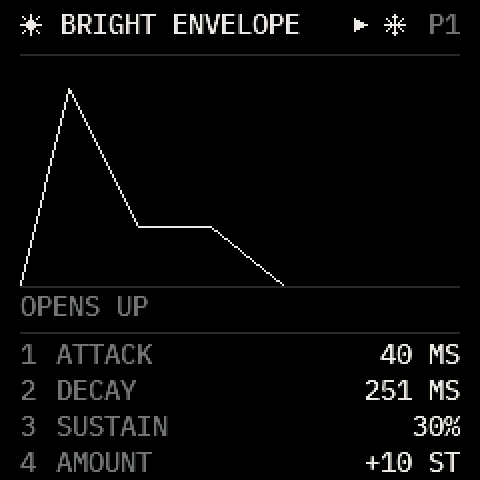 BRIGHT ENVELOPE P1
OPENS UP
1 ATTACK 40 MS
2 DECAY 251 MS
3 SUSTAIN 30%
4 AMOUNT +10 ST